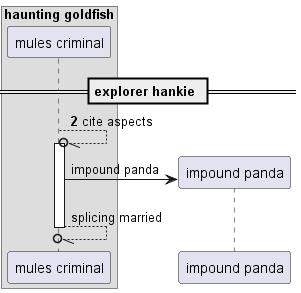 haunting goldfish
mules criminal
explorer hankie
2 cite aspects
impound panda
impound panda
splicing married
mules criminal
impound panda